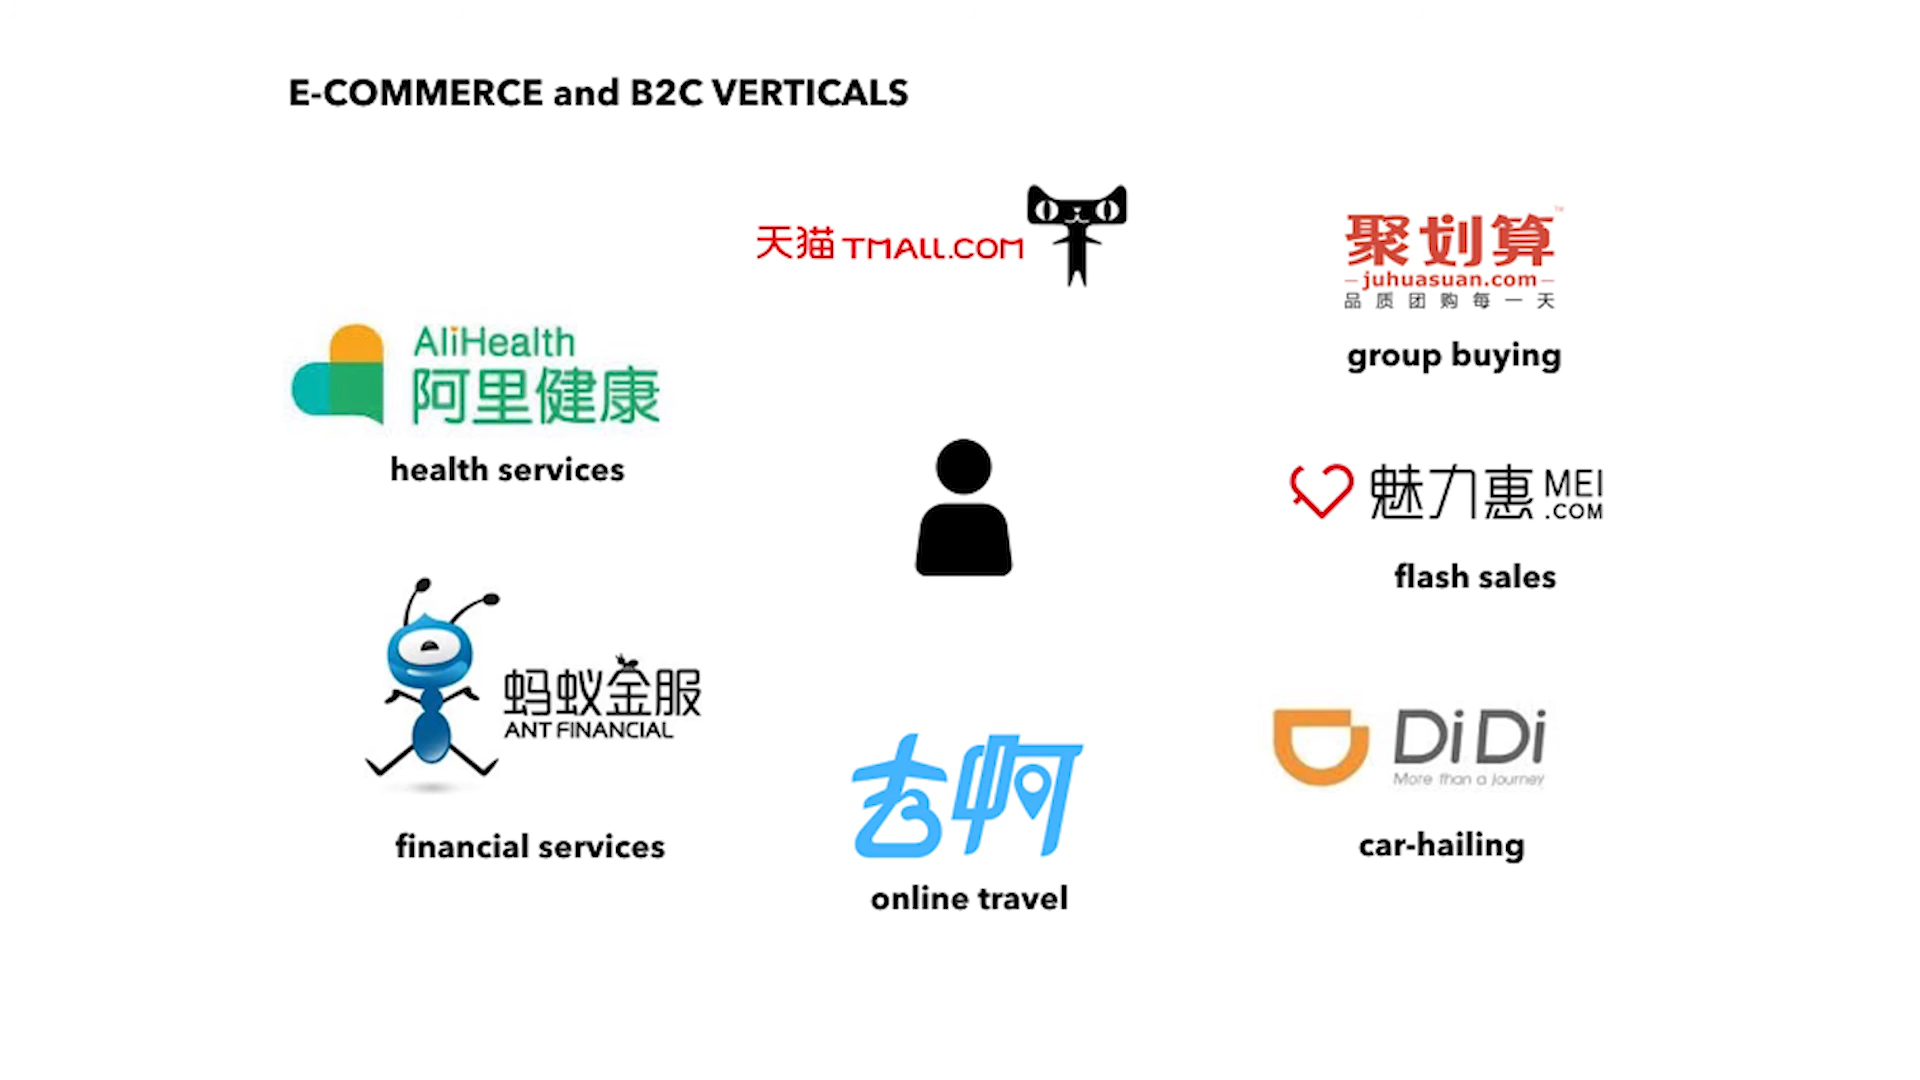 E-COMMERCE and B2C VERTICALS
天猫 TMALL.COM
聚划算 TM
juhuasuan.com
品质团购每一天
group buying
AliHealth
阿里健康
health services
魅力惠 MEI
.COM
flash sales
蚂蚁金服
ANT FINANCIAL
financial services
去啊
online travel
DiDi
More than a journey
car-hailing